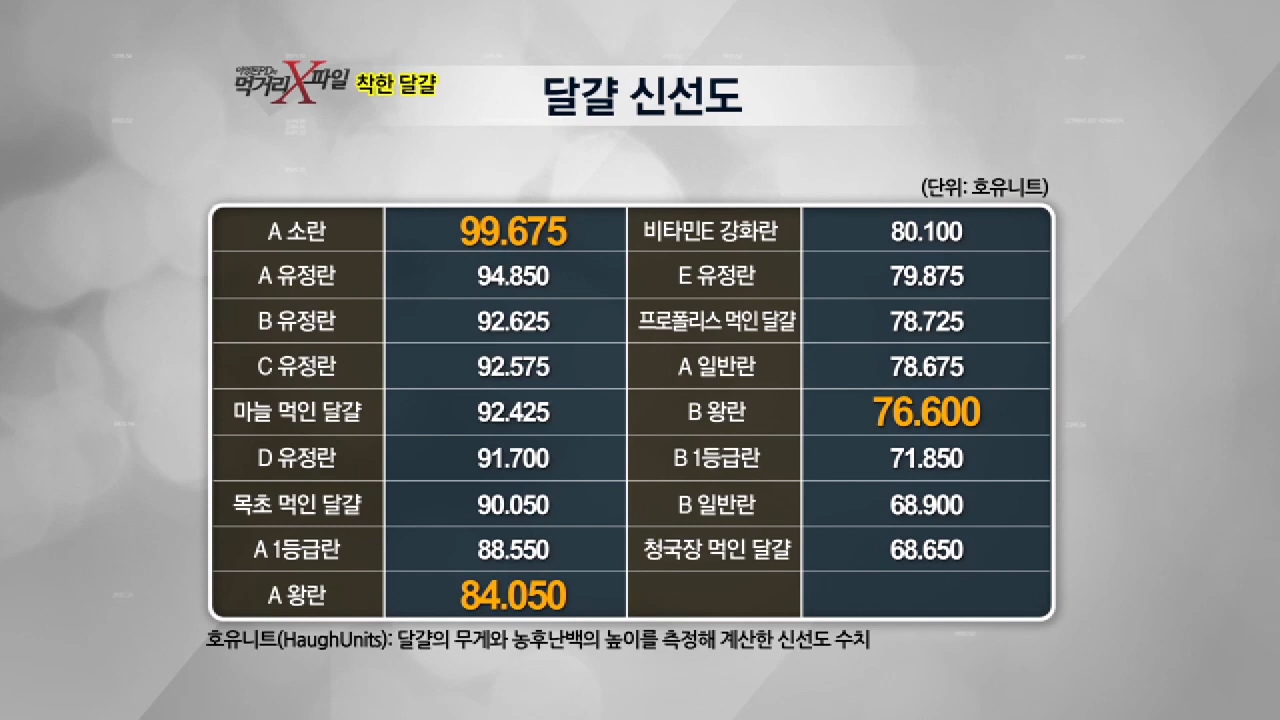 먹거리X파일 착한 달걀
달걀 신선도
(단위: 호유니트)
A 소란 99.675 비타민E 강화란 80.100
A 유정란 94.850 E 유정란 79.875
B 유정란 92.625 프로폴리스 먹인 달걀 78.725
C 유정란 92.575 A 일반란 78.675
마늘 먹인 달걀 92.425 B 왕란 76.600
D 유정란 91.700 B 1등급란 71.850
목초 먹인 달걀 90.050 B 일반란 68.900
A 1등급란 88.550 청국장 먹인 달걀 68.650
A 왕란 84.050
호유니트(HaughUnits): 달걀의 무게와 농후난백의 높이를 측정해 계산한 신선도 수치